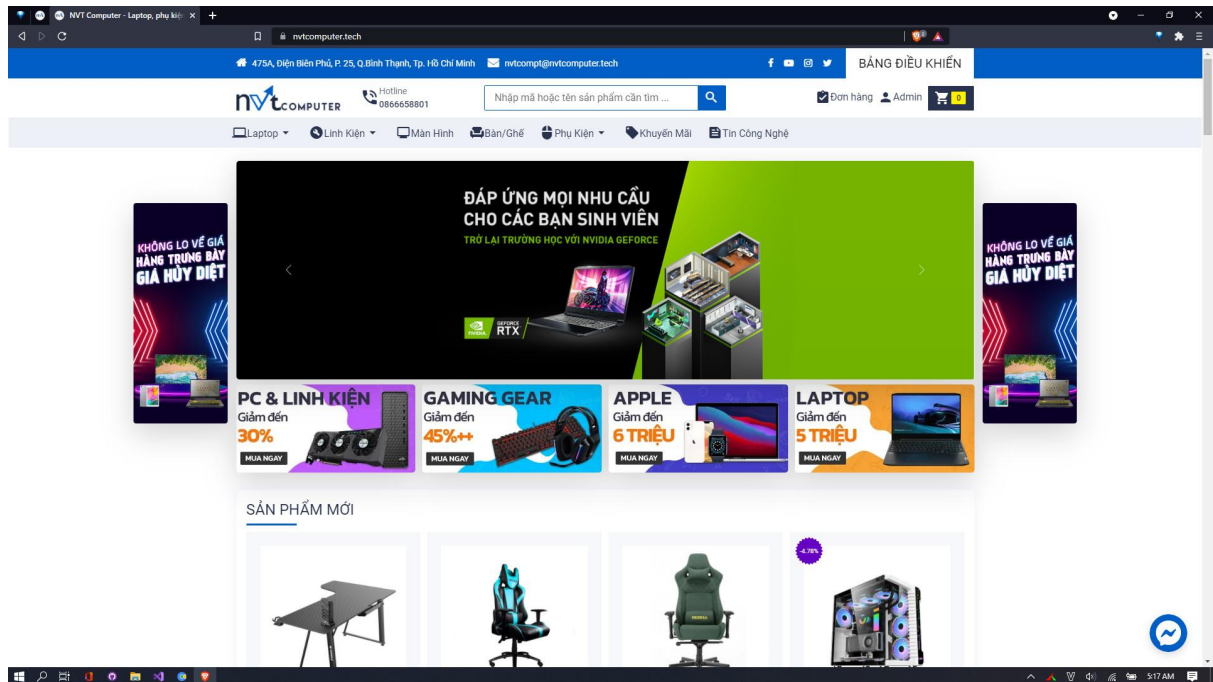 NVT Computer - Laptop, phụ kiện
nvtcomputer.tech
475A, Điện Biên Phủ, P. 25, Q.Bình Thạnh, Tp. Hồ Chí Minh nvtcompt@nvtcomputer.tech BẢNG ĐIỀU KHIỂN
nvt COMPUTER
Hotline
0866658801
Nhập mã hoặc tên sản phẩm cần tìm ...
Đơn hàng Admin 0
Laptop Linh Kiện Màn Hình Bàn/Ghế Phụ Kiện Khuyến Mãi Tin Công Nghệ
ĐÁP ỨNG MỌI NHU CẦU
CHO CÁC BẠN SINH VIÊN
TRỞ LẠI TRƯỜNG HỌC VỚI NVIDIA GEFORCE
NVIDIA GEFORCE
RTX
KHÔNG LO VỀ GIÁ
HÀNG TRƯNG BÀY
GIÁ HỦY DIỆT
KHÔNG LO VỀ GIÁ
HÀNG TRƯNG BÀY
GIÁ HỦY DIỆT
PC & LINH KIỆN
Giảm đến
30%
MUA NGAY
GAMING GEAR
Giảm đến
45%++
MUA NGAY
APPLE
Giảm đến
6 TRIỆU
MUA NGAY
LAPTOP
Giảm đến
5 TRIỆU
MUA NGAY
SẢN PHẨM MỚI
-4.78%
5:17 AM